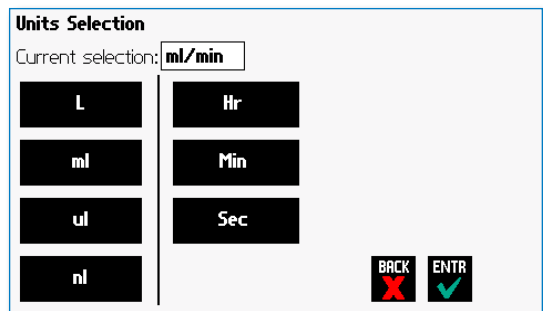 Units Selection
Current selection: ml/min
L
Hr
ml
Min
ul
Sec
nl
BACK
ENTR